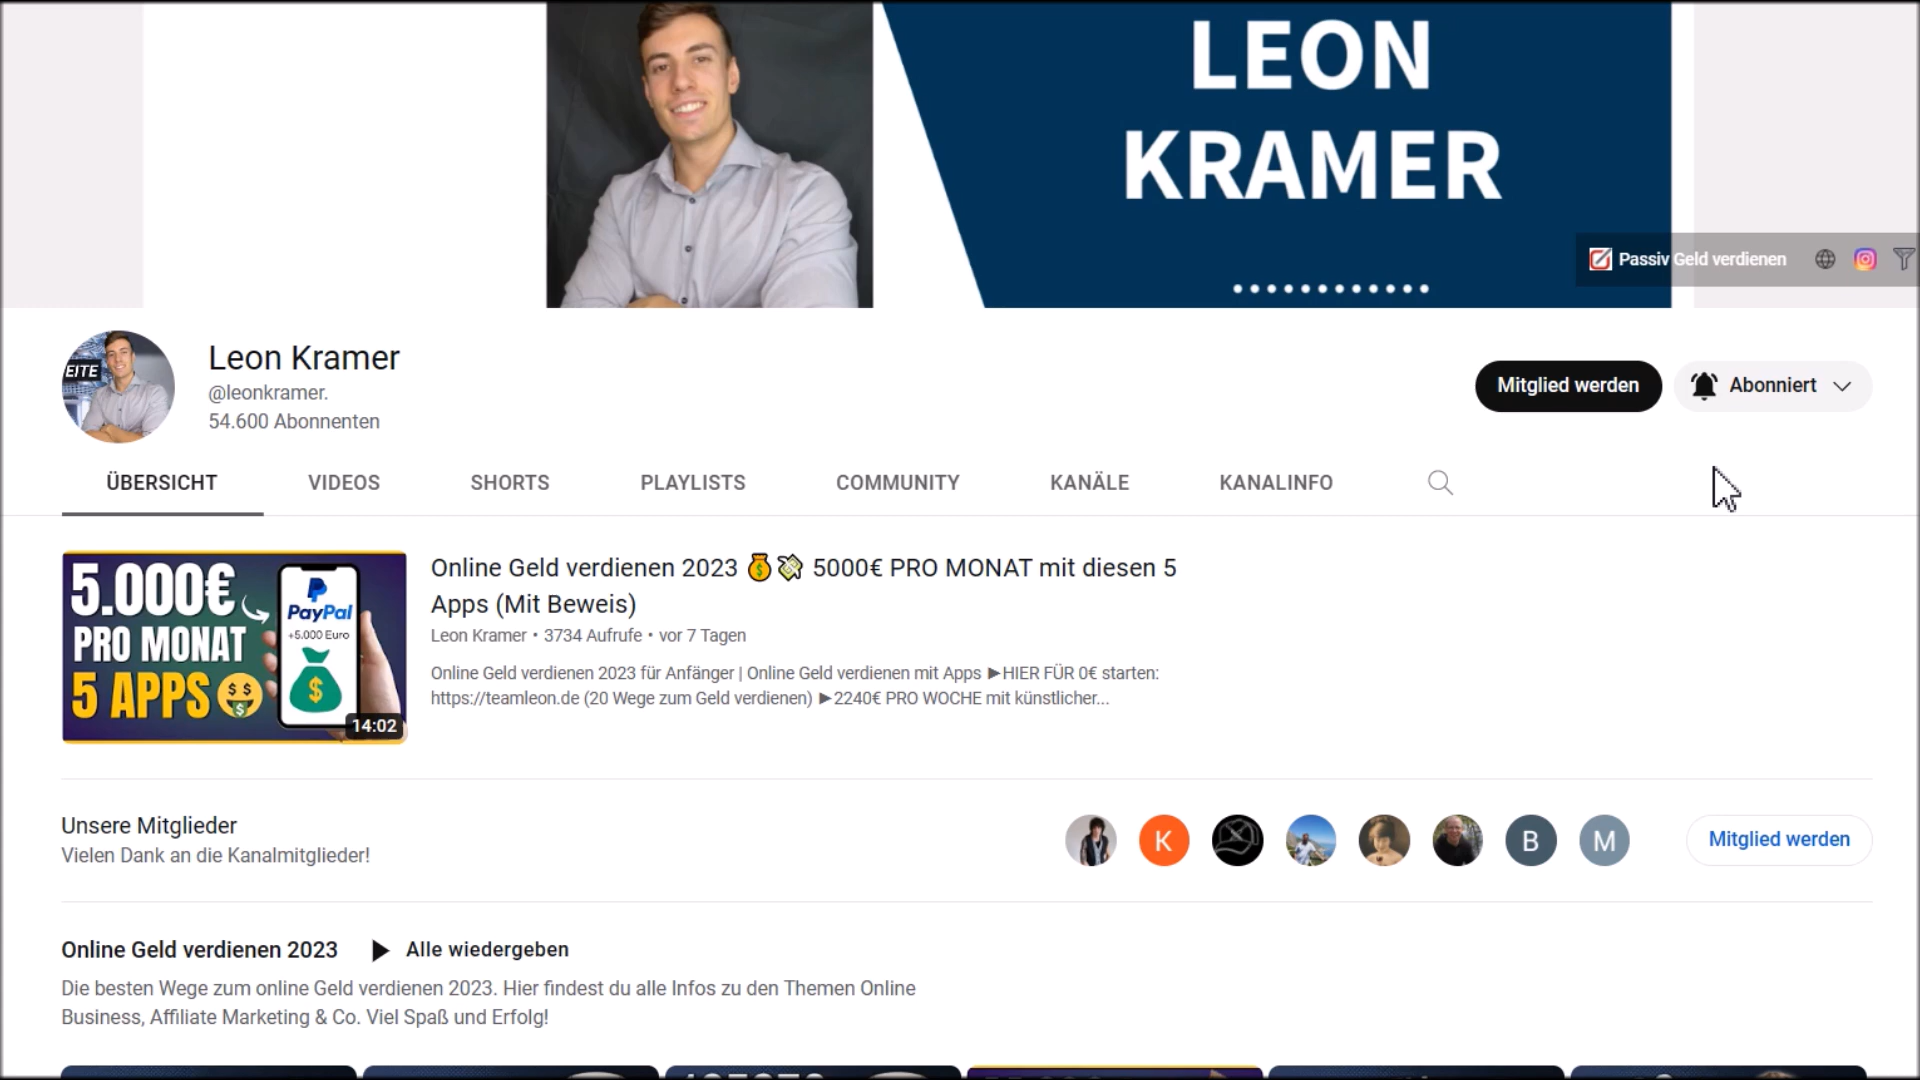 LEON
KRAMER
Passiv Geld verdienen
EITE
Leon Kramer
@leonkramer.
54.600 Abonnenten
Mitglied werden
Abonniert
ÜBERSICHT
VIDEOS
SHORTS
PLAYLISTS
COMMUNITY
KANÄLE
KANALINFO
5.000€
PRO MONAT
5 APPS
PayPal
+5.000 Euro
14:02
Online Geld verdienen 2023 💰💸 5000€ PRO MONAT mit diesen 5
Apps (Mit Beweis)
Leon Kramer • 3734 Aufrufe • vor 7 Tagen
Online Geld verdienen 2023 für Anfänger | Online Geld verdienen mit Apps ►HIER FÜR 0€ starten:
https://teamleon.de (20 Wege zum Geld verdienen) ►2240€ PRO WOCHE mit künstlicher...
Unsere Mitglieder
Vielen Dank an die Kanalmitglieder!
K
B
M
Mitglied werden
Online Geld verdienen 2023
Alle wiedergeben
Die besten Wege zum online Geld verdienen 2023. Hier findest du alle Infos zu den Themen Online
Business, Affiliate Marketing & Co. Viel Spaß und Erfolg!